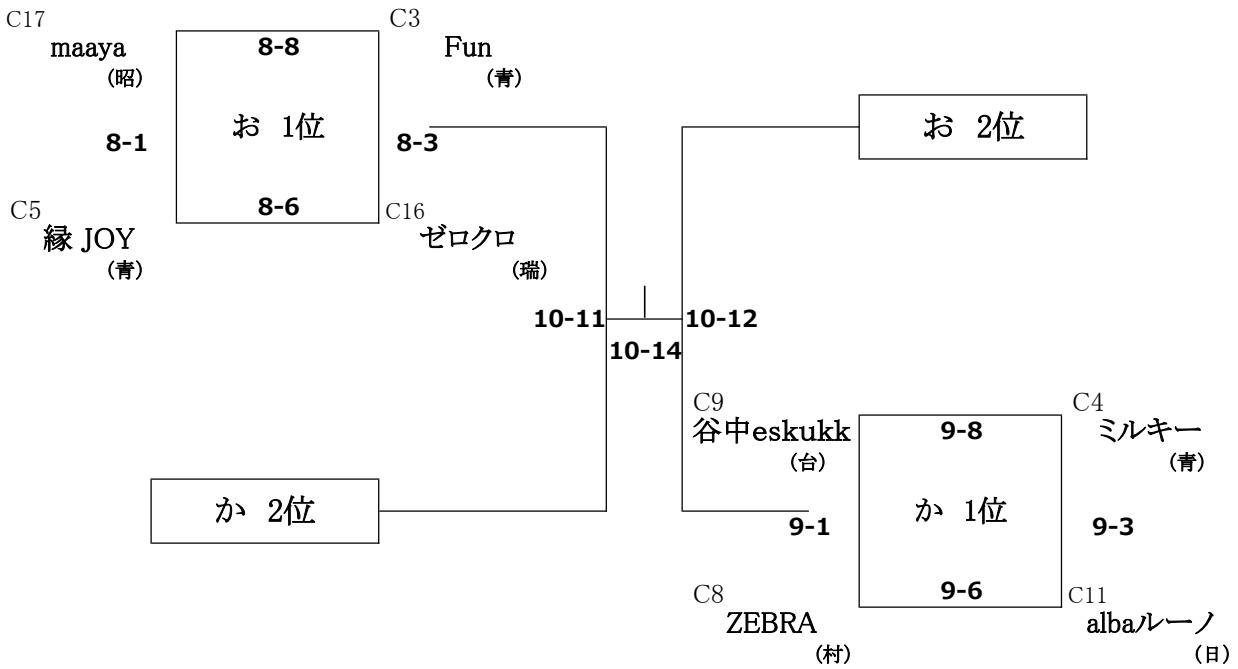 C17
C3
maaya
8-8
Fun
(昭)
(青)
お 1位
お 2位
8-1
8-3
8-6
C5
C16
縁 JOY
ゼロクロ
(青)
(瑞)
10-11
10-12
10-14
C9
C4
谷中eskukk
9-8
ミルキー
(台)
(青)
か 2位
か 1位
9-1
9-3
9-6
C8
C11
ZEBRA
albaルーノ
(村)
(日)